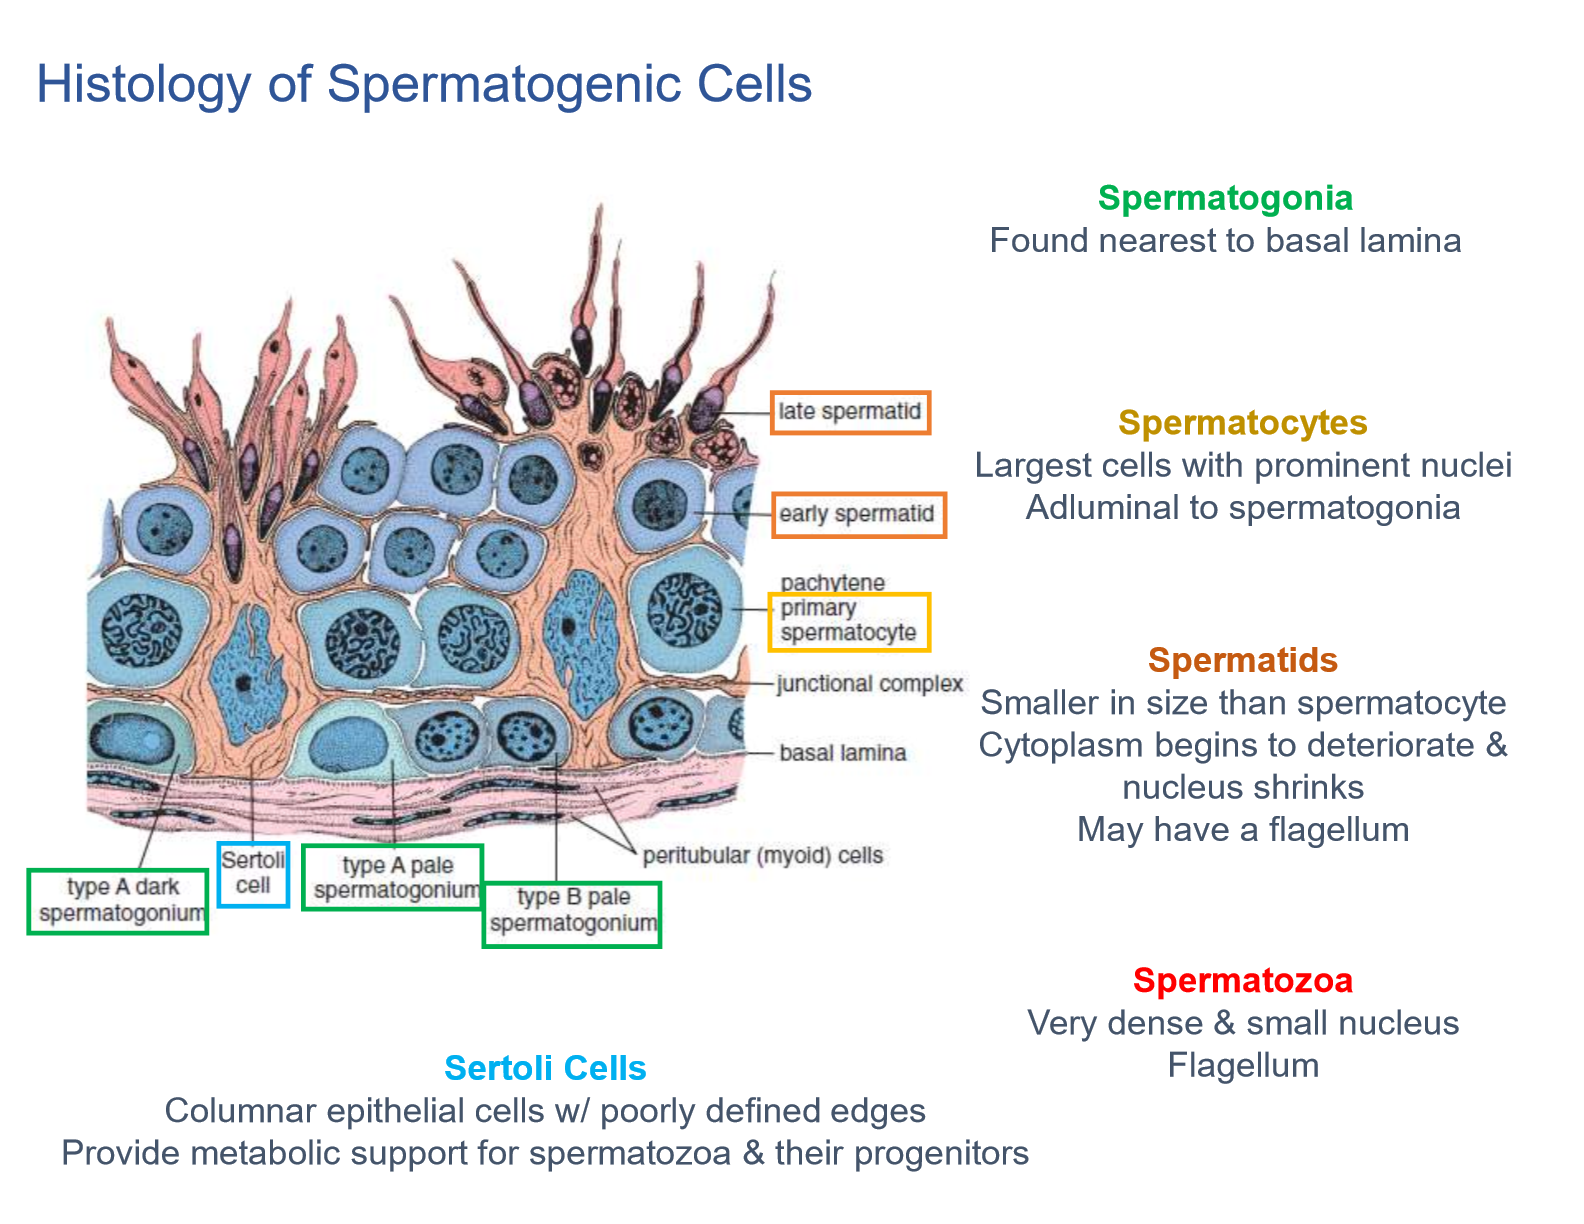 Histology of Spermatogenic Cells
Spermatogonia
Found nearest to basal lamina
Spermatocytes
Largest cells with prominent nuclei
Adluminal to spermatogonia
Spermatids
Smaller in size than spermatocyte
Cytoplasm begins to deteriorate &
nucleus shrinks
May have a flagellum
Spermatozoa
Very dense & small nucleus
Flagellum
late spermatid
early spermatid
pachytene
primary
spermatocyte
junctional complex
basal lamina
peritubular (myoid) cells
type A dark
spermatogonium
Sertoli
cell
type A pale
spermatogonium
type B pale
spermatogonium
Sertoli Cells
Columnar epithelial cells w/ poorly defined edges
Provide metabolic support for spermatozoa & their progenitors